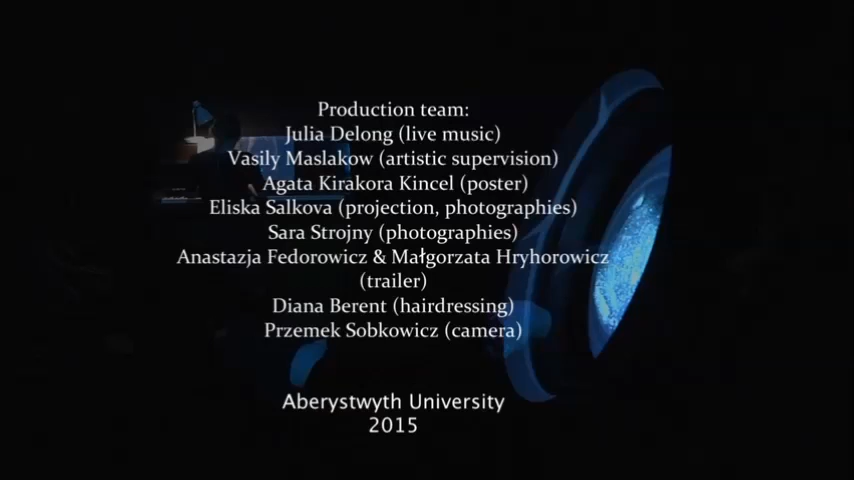 Production team:
Julia Delong (live music)
Vasily Maslakow (artistic supervision)
Agata Kirakora Kincel (poster)
Eliska Salkova (projection, photographies)
Sara Strojny (photographies)
Anastazja Fedorowicz & Małgorzata Hryhorowicz
(trailer)
Diana Berent (hairdressing)
Przemek Sobkowicz (camera)
Aberystwyth University
2015